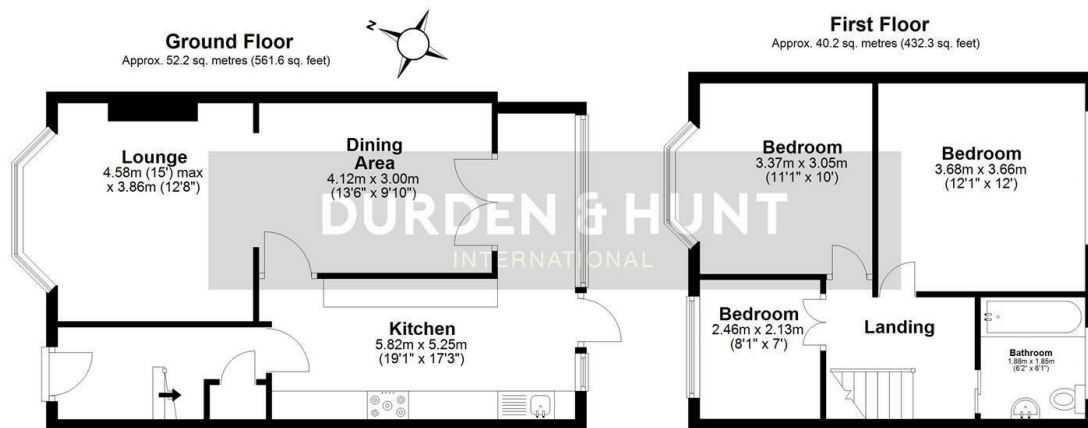 Ground Floor
Approx. 52.2 sq. metres (561.6 sq. feet)
N
First Floor
Approx. 40.2 sq. metres (432.3 sq. feet)
Lounge
4.58m (15') max
x 3.86m (12'8")
Dining
Area
4.12m x 3.00m
(13'6" x 9'10")
Bedroom
3.37m x 3.05m
(11'1" x 10')
Bedroom
3.68m x 3.66m
(12'1" x 12')
DURDEN & HUNT
INTERNATIONAL
Kitchen
5.82m x 5.25m
(19'1" x 17'3")
Bedroom
2.46m x 2.13m
(8'1" x 7')
Landing
Bathroom
1.88m x 1.85m
(6'2" x 6'1")